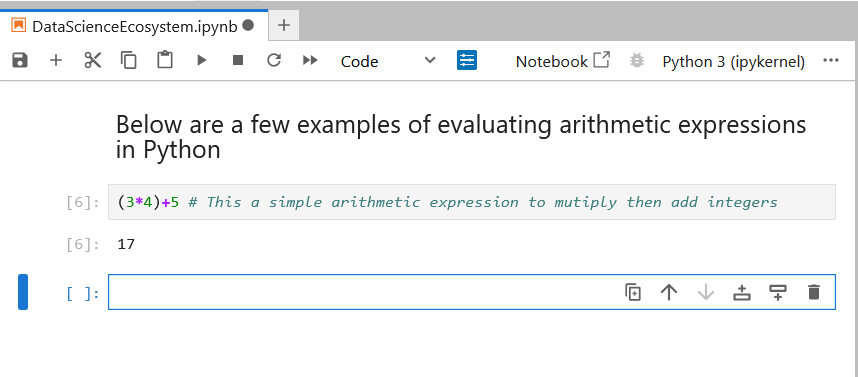 DataScienceEcosystem.ipynb
Code Notebook Python 3 (ipykernel)
Below are a few examples of evaluating arithmetic expressions
in Python
[6]: (3*4)+5 # This a simple arithmetic expression to mutiply then add integers
[6]: 17
[ ]: